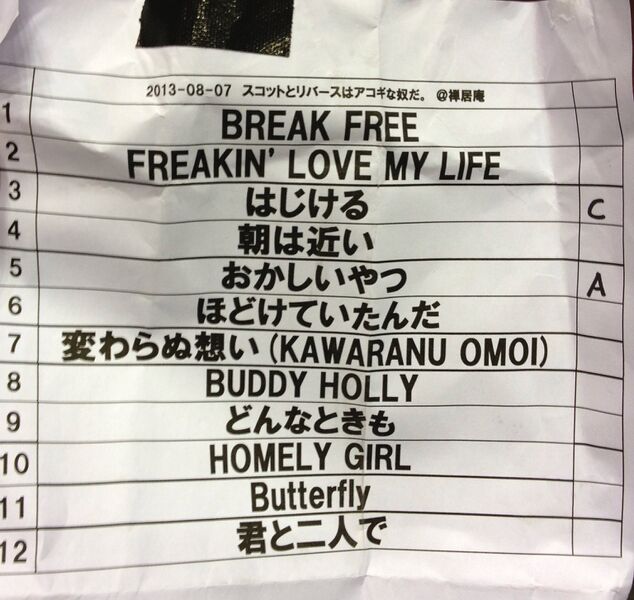 2013-08-07 スコットとリバースはアコギな奴だ。 @禅居庵
1 BREAK FREE
2 FREAKIN' LOVE MY LIFE
3 はじける C
4 朝は近い
5 おかしいやつ A
6 ほどけていたんだ
7 変わらぬ想い (KAWARANU OMOI)
8 BUDDY HOLLY
9 どんなときも
10 HOMELY GIRL
11 Butterfly
12 君と二人で